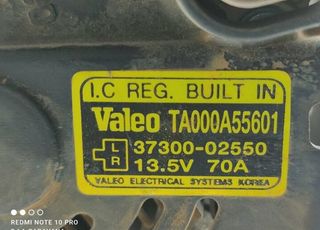 I.C REG. BUILT IN
Valeo TA000A55601
L R 37300-02550
13.5V 70A
VALEO ELECTRICAL SYSTEMS KOREA
REDMI NOTE 10 PRO